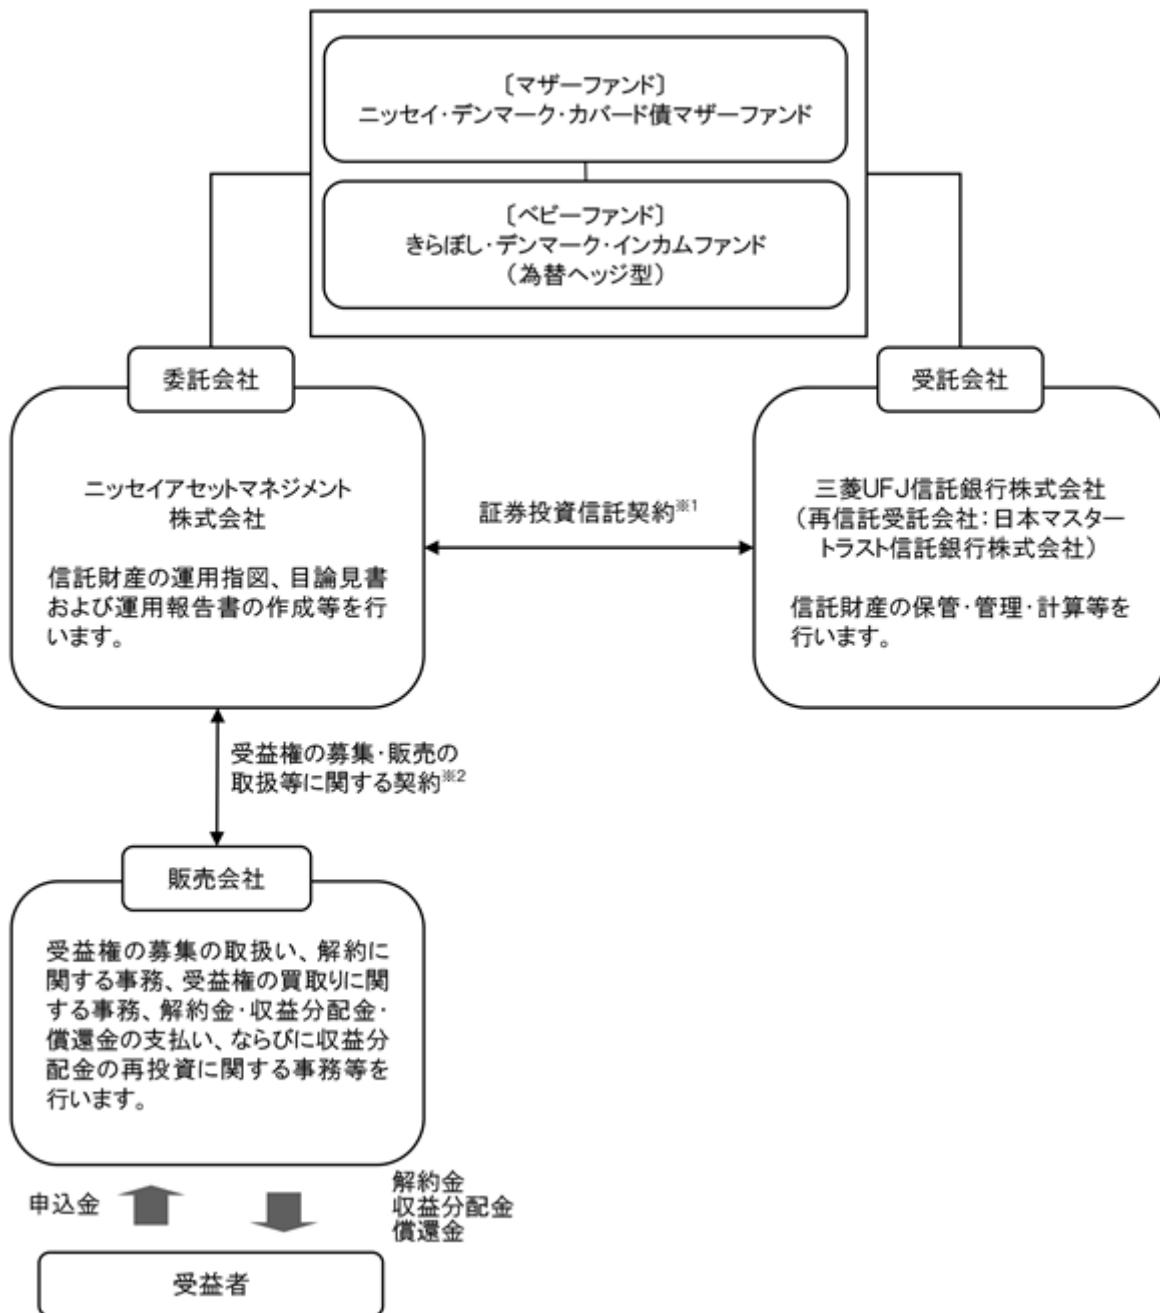 〔マザーファンド〕
ニッセイ・デンマーク・カバード債マザーファンド
〔ベビーファンド〕
きらぼし・デンマーク・インカムファンド
（為替ヘッジ型）
委託会社
ニッセイアセットマネジメント
株式会社
信託財産の運用指図、目論見書
および運用報告書の作成等を行
います。
証券投資信託契約※1
受託会社
三菱UFJ信託銀行株式会社
（再信託受託会社：日本マスター
トラスト信託銀行株式会社）
信託財産の保管・管理・計算等を
行います。
受益権の募集・販売の
取扱等に関する契約※2
販売会社
受益権の募集の取扱い、解約に
関する事務、受益権の買取りに関
する事務、解約金・収益分配金・
償還金の支払い、ならびに収益分
配金の再投資に関する事務等を
行います。
申込金
解約金
収益分配金
償還金
受益者